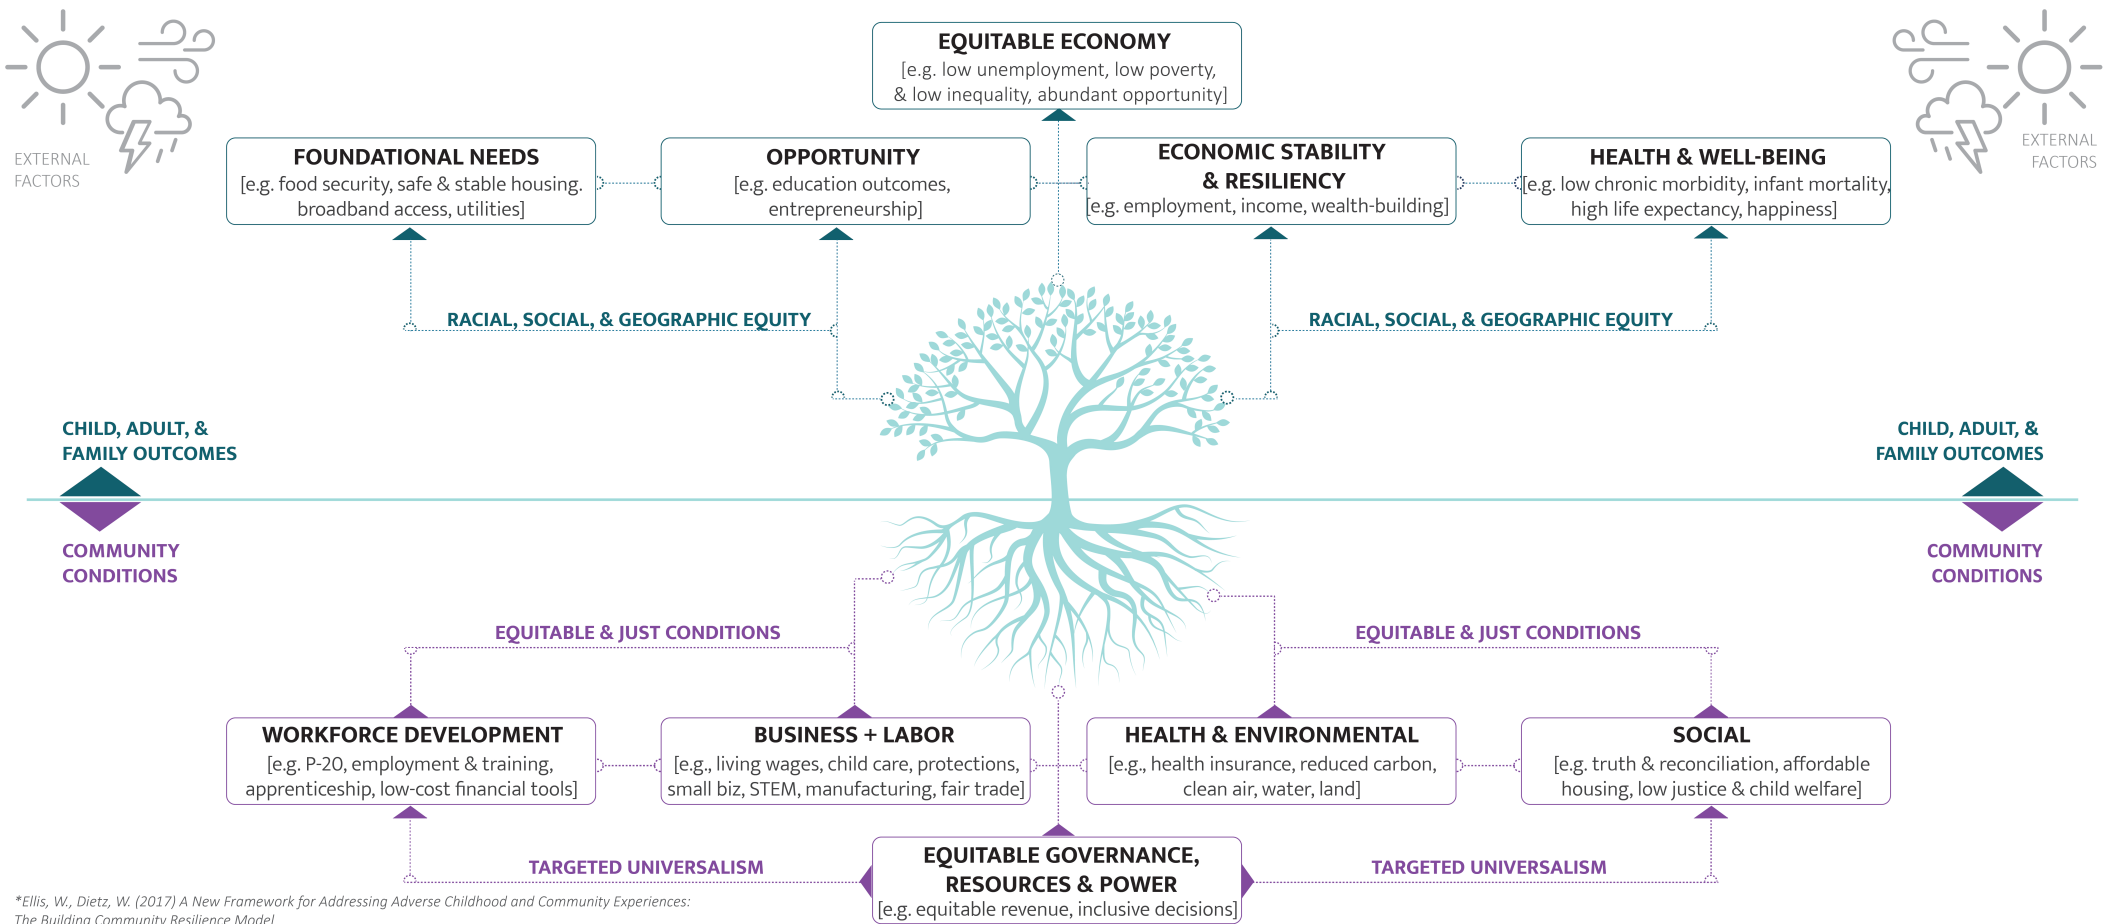 EQUITABLE ECONOMY
[e.g. low unemployment, low poverty,
& low inequality, abundant opportunity]
EXTERNAL
FACTORS
EXTERNAL
FACTORS
FOUNDATIONAL NEEDS
[e.g. food security, safe & stable housing.
broadband access, utilities]
OPPORTUNITY
[e.g. education outcomes,
entrepreneurship]
ECONOMIC STABILITY
& RESILIENCY
[e.g. employment, income, wealth-building]
HEALTH & WELL-BEING
[e.g. low chronic morbidity, infant mortality,
high life expectancy, happiness]
RACIAL, SOCIAL, & GEOGRAPHIC EQUITY
RACIAL, SOCIAL, & GEOGRAPHIC EQUITY
CHILD, ADULT, &
FAMILY OUTCOMES
CHILD, ADULT, &
FAMILY OUTCOMES
COMMUNITY
CONDITIONS
COMMUNITY
CONDITIONS
EQUITABLE & JUST CONDITIONS
EQUITABLE & JUST CONDITIONS
WORKFORCE DEVELOPMENT
[e.g. P-20, employment & training,
apprenticeship, low-cost financial tools]
BUSINESS + LABOR
[e.g., living wages, child care, protections,
small biz, STEM, manufacturing, fair trade]
HEALTH & ENVIRONMENTAL
[e.g., health insurance, reduced carbon,
clean air, water, land]
SOCIAL
[e.g. truth & reconciliation, affordable
housing, low justice & child welfare]
TARGETED UNIVERSALISM
TARGETED UNIVERSALISM
EQUITABLE GOVERNANCE,
RESOURCES & POWER
[e.g. equitable revenue, inclusive decisions]
*Ellis, W., Dietz, W. (2017) A New Framework for Addressing Adverse Childhood and Community Experiences:
The Building Community Resilience Model